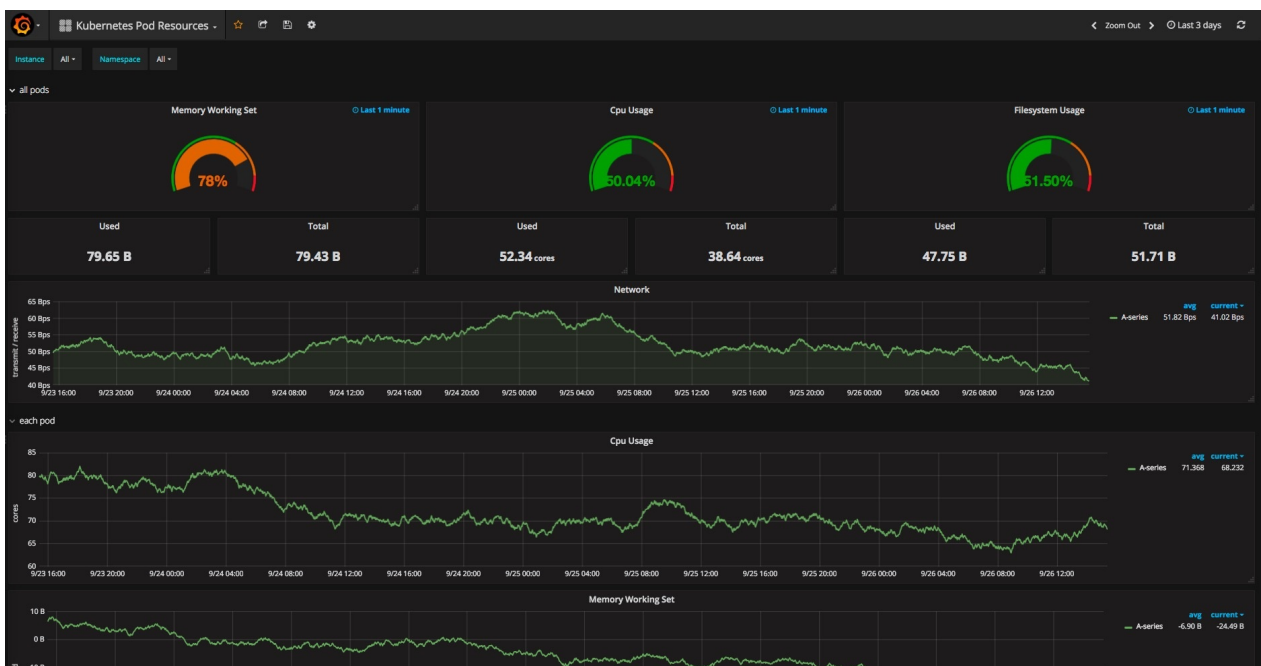 Kubernetes Pod Resources
Zoom Out
Last 3 days
Instance All Namespace All
all pods
Memory Working Set
Last 1 minute
78%
Cpu Usage
Last 1 minute
50.04%
Filesystem Usage
Last 1 minute
51.50%
Used
79.65 B
Total
79.43 B
Used
52.34 cores
Total
38.64 cores
Used
47.75 B
Total
51.71 B
Network
transmit / receive
65 Bps
60 Bps
55 Bps
50 Bps
45 Bps
40 Bps
9/23 16:00 9/23 20:00 9/24 00:00 9/24 04:00 9/24 08:00 9/24 12:00 9/24 16:00 9/24 20:00 9/25 00:00 9/25 04:00 9/25 08:00 9/25 12:00 9/25 16:00 9/25 20:00 9/26 00:00 9/26 04:00 9/26 08:00 9/26 12:00
avg current
A-series 51.82 Bps 41.02 Bps
each pod
Cpu Usage
cores
85
80
75
70
65
60
9/23 16:00 9/23 20:00 9/24 00:00 9/24 04:00 9/24 08:00 9/24 12:00 9/24 16:00 9/24 20:00 9/25 00:00 9/25 04:00 9/25 08:00 9/25 12:00 9/25 16:00 9/25 20:00 9/26 00:00 9/26 04:00 9/26 08:00 9/26 12:00
avg current
A-series 71.368 68.232
Memory Working Set
10 B
0 B
avg current
A-series -6.90 B -24.49 B